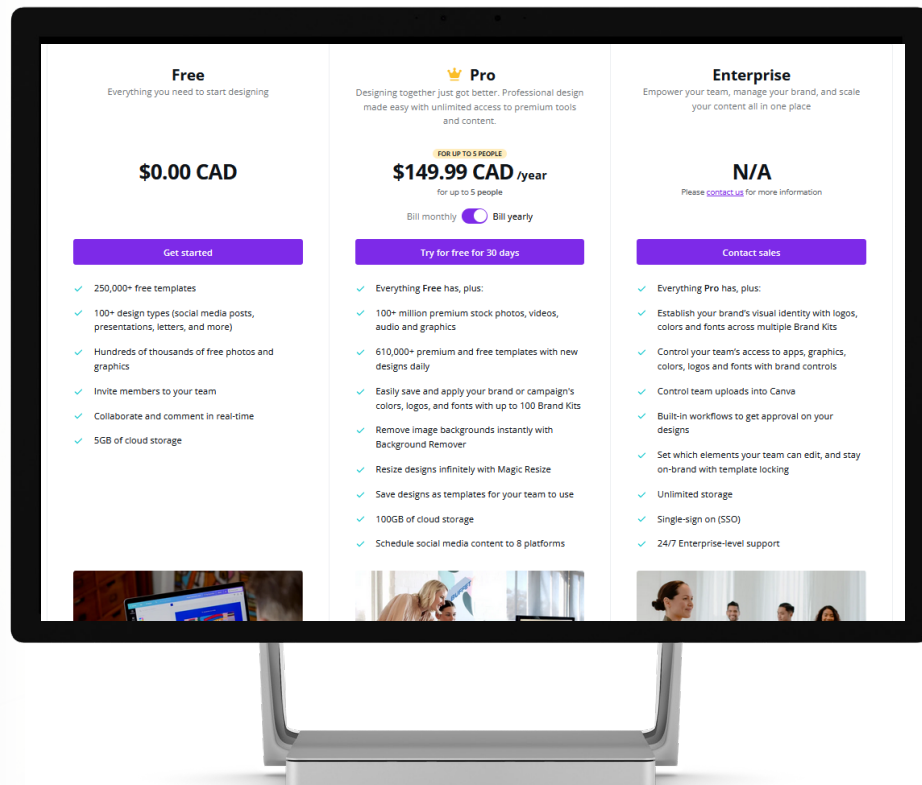 Free
Everything you need to start designing
$0.00 CAD
Get started
250,000+ free templates
100+ design types (social media posts,
presentations, letters, and more)
Hundreds of thousands of free photos and
graphics
Invite members to your team
Collaborate and comment in real-time
5GB of cloud storage
Pro
Designing together just got better. Professional design
made easy with unlimited access to premium tools
and content.
FOR UP TO 5 PEOPLE
$149.99 CAD /year
for up to 5 people
Bill monthly Bill yearly
Try for free for 30 days
Everything Free has, plus:
100+ million premium stock photos, videos,
audio and graphics
610,000+ premium and free templates with new
designs daily
Easily save and apply your brand or campaign's
colors, logos, and fonts with up to 100 Brand Kits
Remove image backgrounds instantly with
Background Remover
Resize designs infinitely with Magic Resize
Save designs as templates for your team to use
100GB of cloud storage
Schedule social media content to 8 platforms
Enterprise
Empower your team, manage your brand, and scale
your content all in one place
N/A
Please contact us for more information
Contact sales
Everything Pro has, plus:
Establish your brand's visual identity with logos,
colors and fonts across multiple Brand Kits
Control your team's access to apps, graphics,
colors, logos and fonts with brand controls
Control team uploads into Canva
Built-in workflows to get approval on your
designs
Set which elements your team can edit, and stay
on-brand with template locking
Unlimited storage
Single-sign on (SSO)
24/7 Enterprise-level support